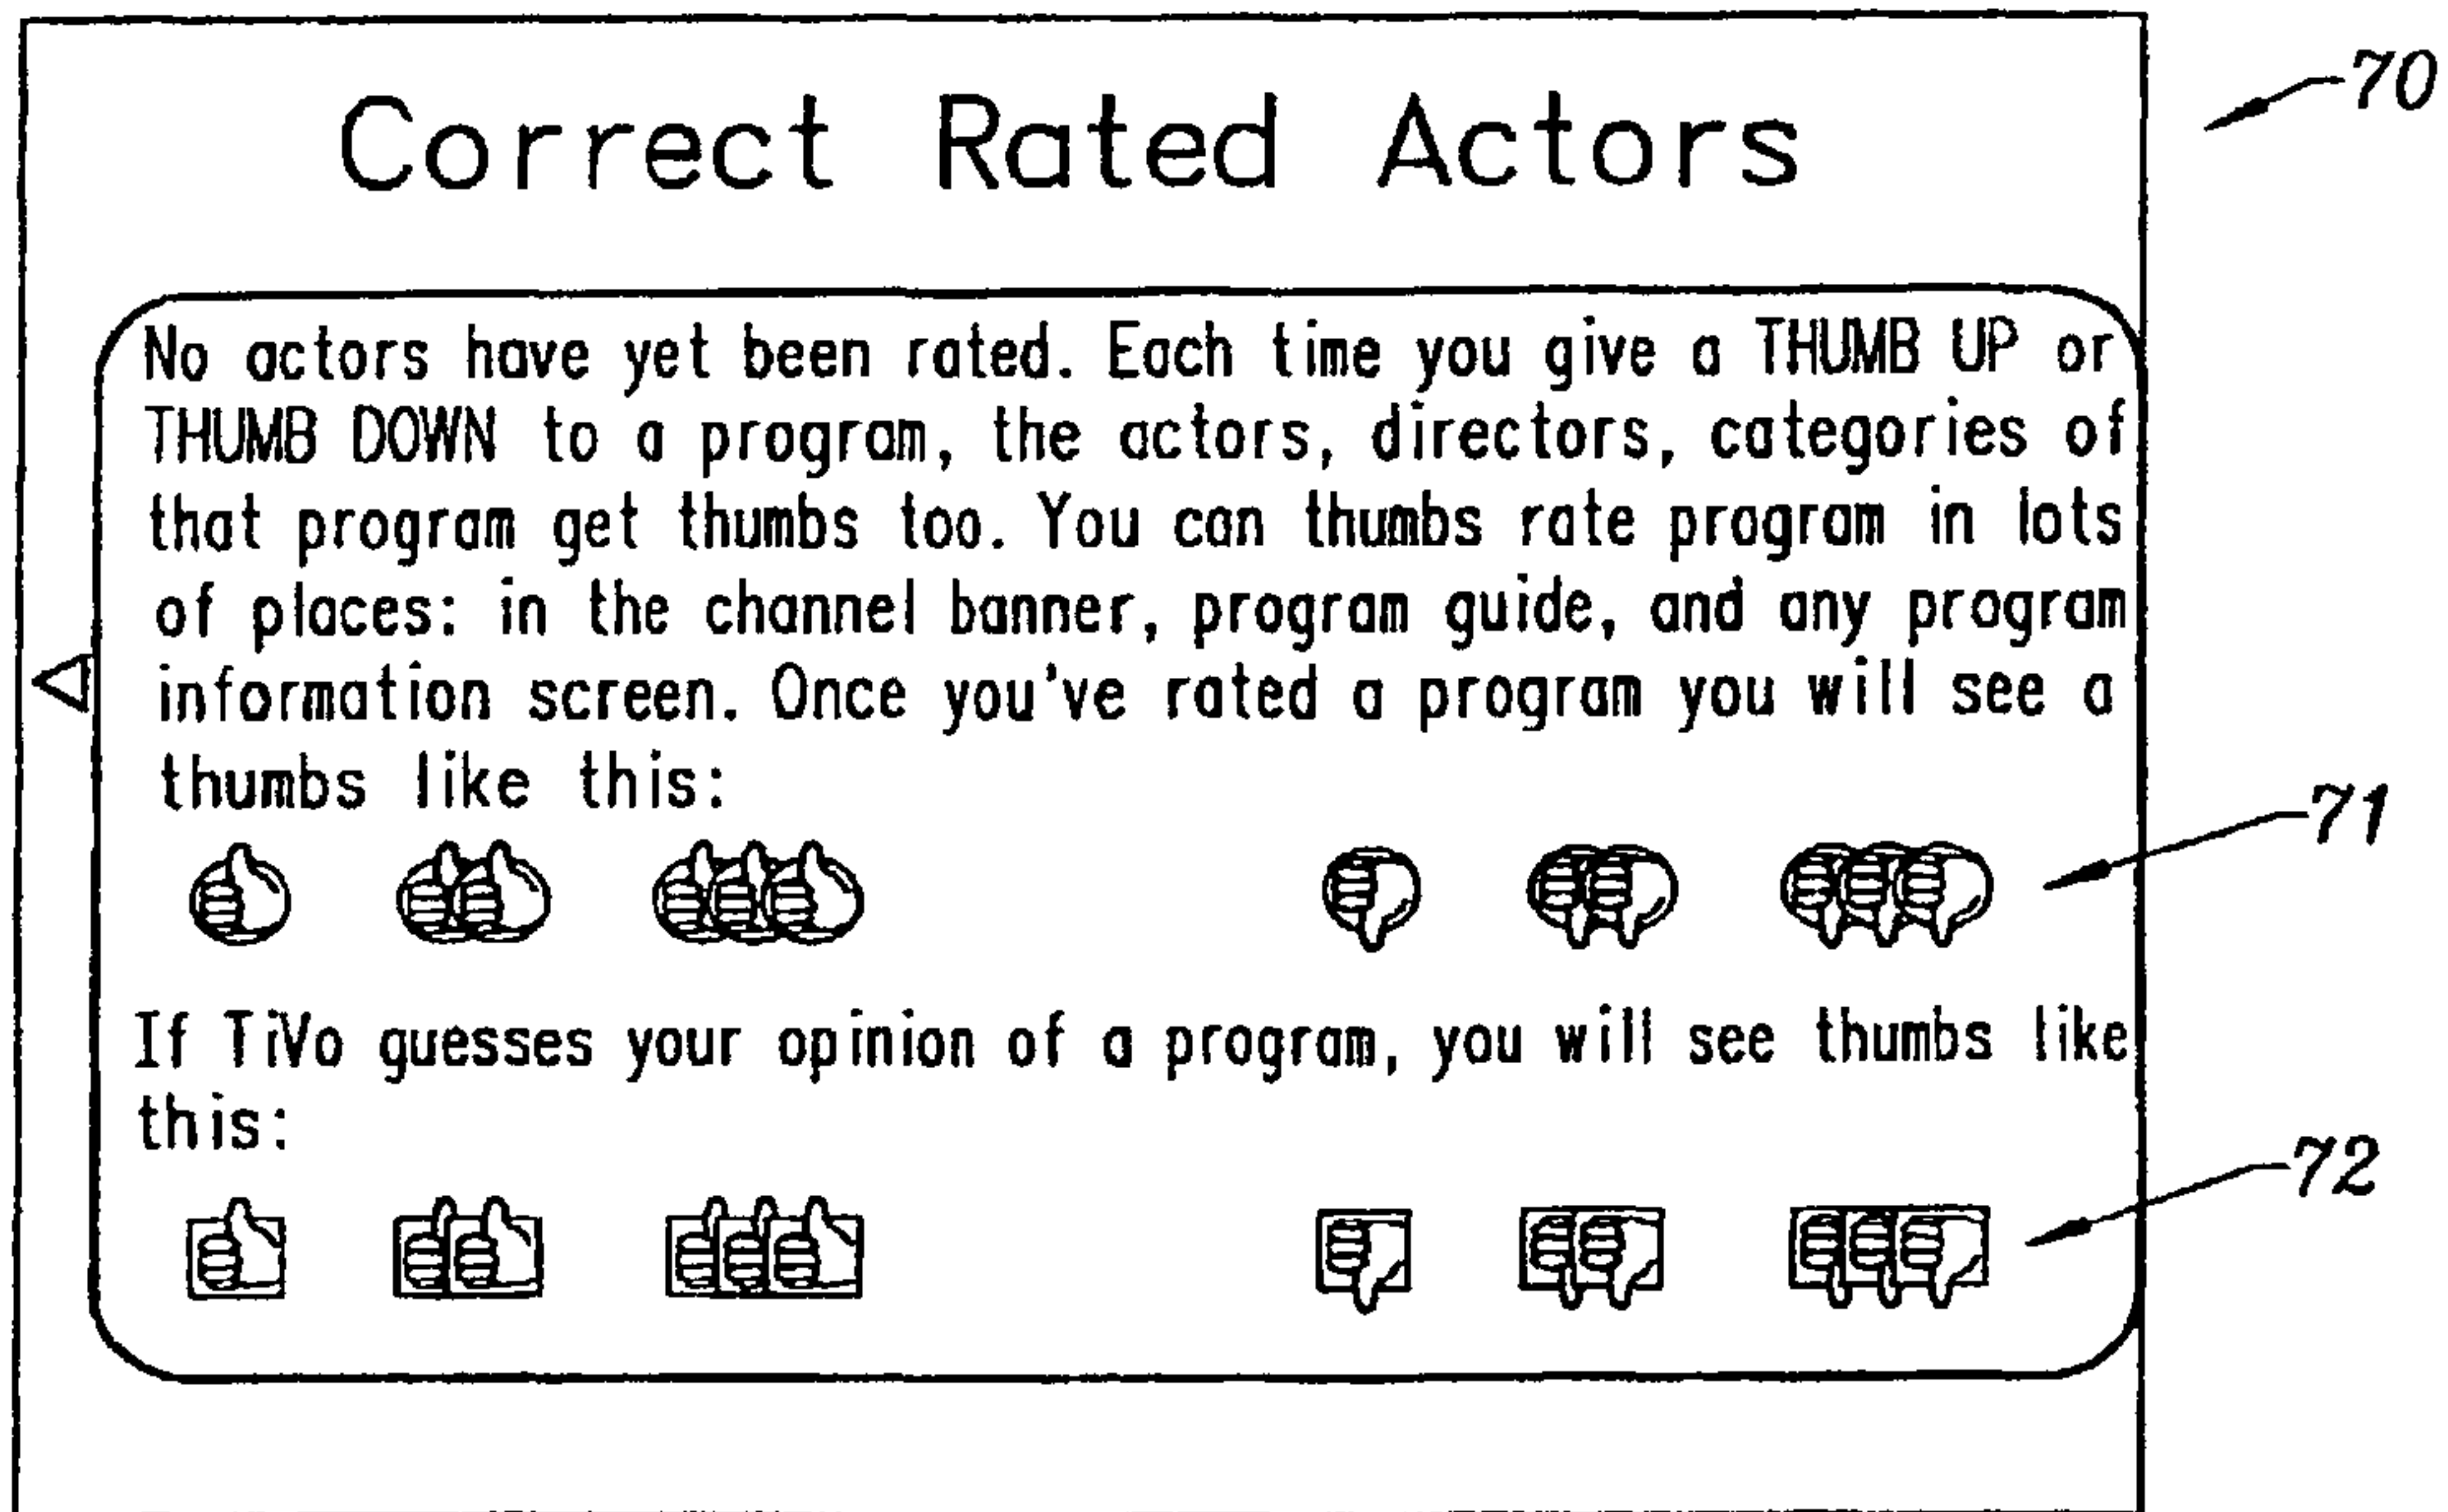 70
Correct Rated Actors
No actors have yet been rated. Each time you give a THUMB UP or
THUMB DOWN to a program, the actors, directors, categories of
that program get thumbs too. You can thumbs rate program in lots
of places: in the channel banner, program guide, and any program
information screen. Once you've rated a program you will see a
thumbs like this:
71
If TiVo guesses your opinion of a program, you will see thumbs like
this:
72